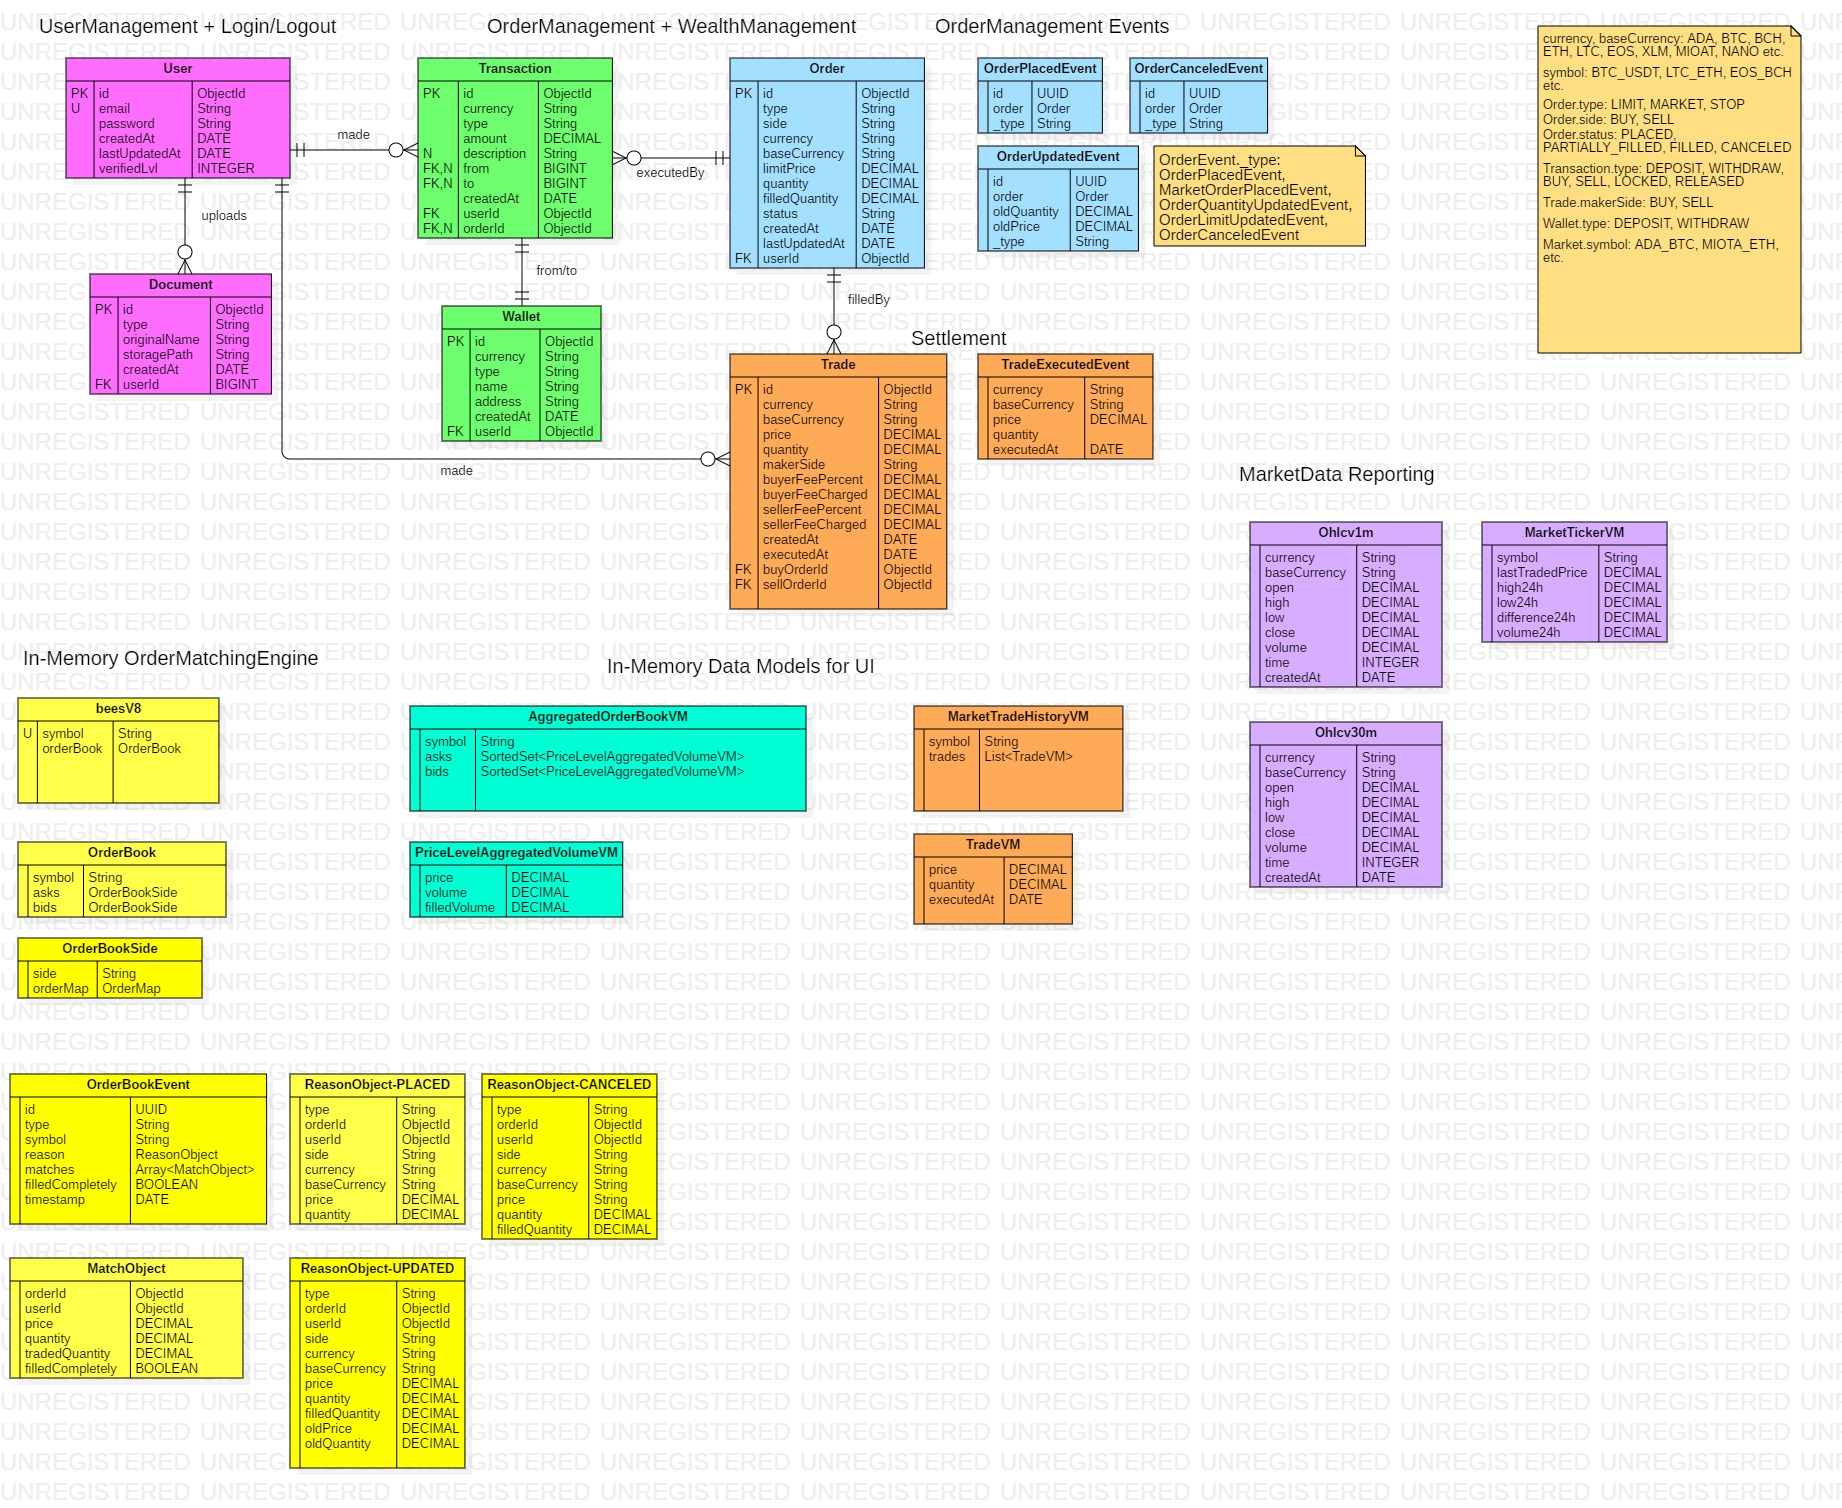 UserManagement + Login/Logout
User
PK id ObjectId
U email String
password String
createdAt DATE
lastUpdatedAt DATE
verifiedLvl INTEGER
made
uploads
Document
PK id ObjectId
type String
originalName String
storagePath String
createdAt DATE
FK userId BIGINT
made
OrderManagement + WealthManagement
Transaction
PK id ObjectId
currency String
type String
amount DECIMAL
N description String
FK,N from BIGINT
FK,N to BIGINT
createdAt DATE
FK userId ObjectId
FK,N orderId ObjectId
executedBy
from/to
Wallet
PK id ObjectId
currency String
type String
name String
address String
createdAt DATE
FK userId ObjectId
Order
PK id ObjectId
type String
side String
currency String
baseCurrency String
limitPrice DECIMAL
quantity DECIMAL
filledQuantity DECIMAL
status String
createdAt DATE
lastUpdatedAt DATE
FK userId ObjectId
filledBy
OrderManagement Events
OrderPlacedEvent
id UUID
order Order
_type String
OrderCanceledEvent
id UUID
order Order
_type String
OrderUpdatedEvent
id UUID
order Order
oldQuantity DECIMAL
oldPrice DECIMAL
_type String
OrderEvent._type:
OrderPlacedEvent,
MarketOrderPlacedEvent,
OrderQuantityUpdatedEvent,
OrderLimitUpdatedEvent,
OrderCanceledEvent
currency, baseCurrency: ADA, BTC, BCH,
ETH, LTC, EOS, XLM, MIOAT, NANO etc.
symbol: BTC_USDT, LTC_ETH, EOS_BCH
etc.
Order.type: LIMIT, MARKET, STOP
Order.side: BUY, SELL
Order.status: PLACED,
PARTIALLY_FILLED, FILLED, CANCELED
Transaction.type: DEPOSIT, WITHDRAW,
BUY, SELL, LOCKED, RELEASED
Trade.makerSide: BUY, SELL
Wallet.type: DEPOSIT, WITHDRAW
Market.symbol: ADA_BTC, MIOTA_ETH,
etc.
Settlement
Trade
PK id ObjectId
currency String
baseCurrency String
price DECIMAL
quantity DECIMAL
makerSide String
buyerFeePercent DECIMAL
buyerFeeCharged DECIMAL
sellerFeePercent DECIMAL
sellerFeeCharged DECIMAL
createdAt DATE
executedAt DATE
FK buyOrderId ObjectId
FK sellOrderId ObjectId
TradeExecutedEvent
currency String
baseCurrency String
price DECIMAL
quantity
executedAt DATE
MarketData Reporting
Ohlcv1m
currency String
baseCurrency String
open DECIMAL
high DECIMAL
low DECIMAL
close DECIMAL
volume DECIMAL
time INTEGER
createdAt DATE
MarketTickerVM
symbol String
lastTradedPrice DECIMAL
high24h DECIMAL
low24h DECIMAL
difference24h DECIMAL
volume24h DECIMAL
Ohlcv30m
currency String
baseCurrency String
open DECIMAL
high DECIMAL
low DECIMAL
close DECIMAL
volume DECIMAL
time INTEGER
createdAt DATE
In-Memory OrderMatchingEngine
beesV8
U symbol String
orderBook OrderBook
OrderBook
symbol String
asks OrderBookSide
bids OrderBookSide
OrderBookSide
side String
orderMap OrderMap
In-Memory Data Models for UI
AggregatedOrderBookVM
symbol String
asks SortedSet<PriceLevelAggregatedVolumeVM>
bids SortedSet<PriceLevelAggregatedVolumeVM>
PriceLevelAggregatedVolumeVM
price DECIMAL
volume DECIMAL
filledVolume DECIMAL
MarketTradeHistoryVM
symbol String
trades List<TradeVM>
TradeVM
price DECIMAL
quantity DECIMAL
executedAt DATE
OrderBookEvent
id UUID
type String
symbol String
reason ReasonObject
matches Array<MatchObject>
filledCompletely BOOLEAN
timestamp DATE
ReasonObject-PLACED
type String
orderId ObjectId
userId ObjectId
side String
currency String
baseCurrency String
price DECIMAL
quantity DECIMAL
ReasonObject-CANCELED
type String
orderId ObjectId
userId ObjectId
side String
currency String
baseCurrency String
price String
quantity DECIMAL
filledQuantity DECIMAL
MatchObject
orderId ObjectId
userId ObjectId
price DECIMAL
quantity DECIMAL
tradedQuantity DECIMAL
filledCompletely BOOLEAN
ReasonObject-UPDATED
type String
orderId ObjectId
userId ObjectId
side String
currency String
baseCurrency String
price DECIMAL
quantity DECIMAL
filledQuantity DECIMAL
oldPrice DECIMAL
oldQuantity DECIMAL
UNREGISTERED